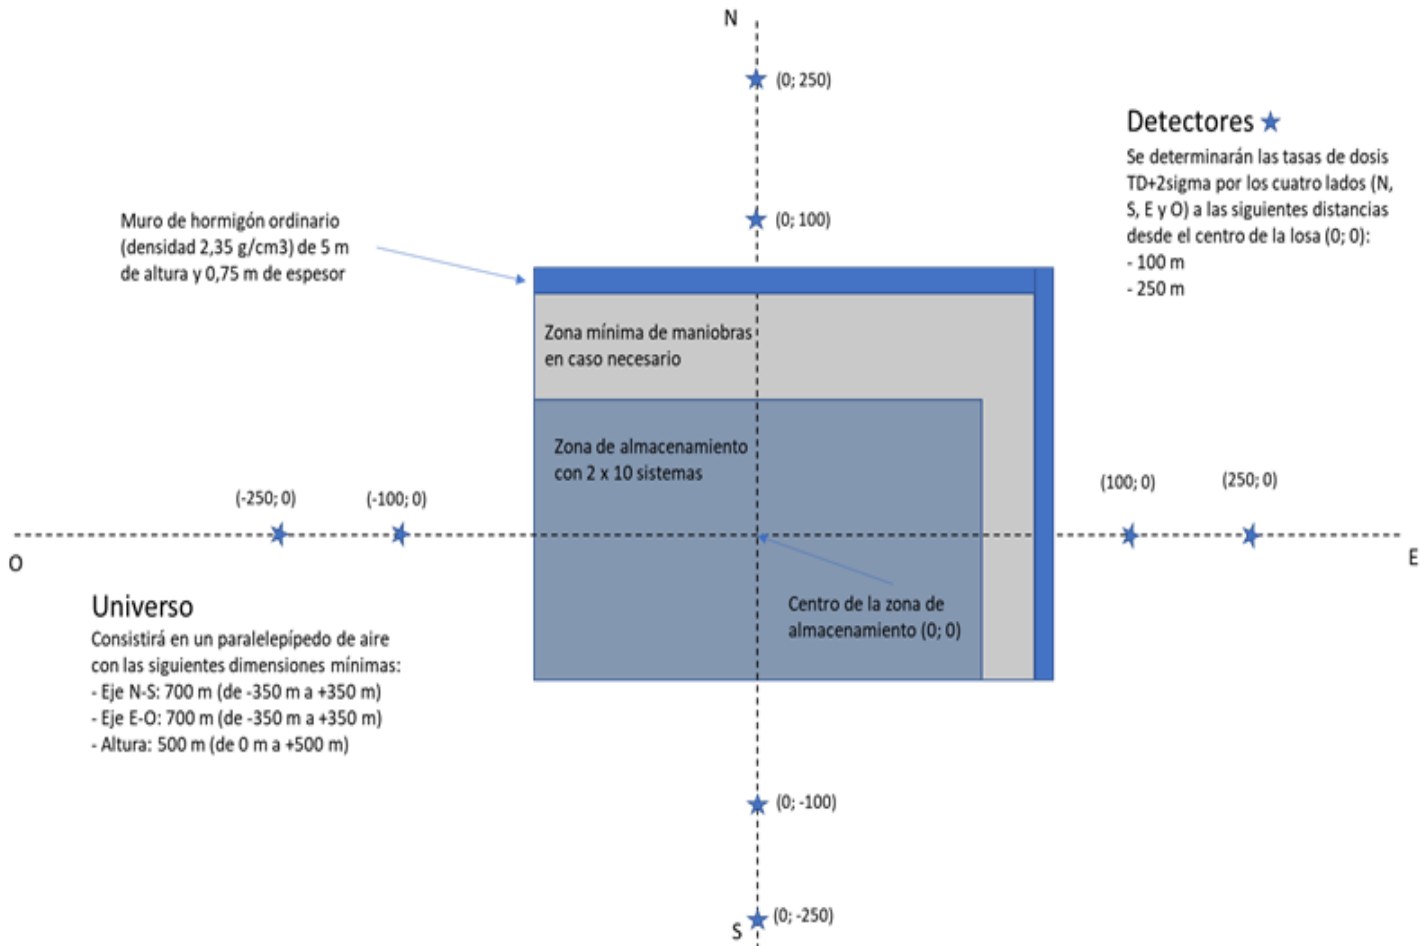 N
(0; 250)
Detectores
Se determinarán las tasas de dosis
TD+2sigma por los cuatro lados (N,
S, E y O) a las siguientes distancias
desde el centro de la losa (0; 0):
- 100 m
- 250 m
Muro de hormigón ordinario
(densidad 2,35 g/cm3) de 5 m
de altura y 0,75 m de espesor
(0; 100)
Zona mínima de maniobras
en caso necesario
Zona de almacenamiento
con 2 x 10 sistemas
(-250; 0)
(-100; 0)
(100; 0)
(250; 0)
O
E
Universo
Consistirá en un paralelepípedo de aire
con las siguientes dimensiones mínimas:
- Eje N-S: 700 m (de -350 m a +350 m)
- Eje E-O: 700 m (de -350 m a +350 m)
- Altura: 500 m (de 0 m a +500 m)
Centro de la zona de
almacenamiento (0; 0)
(0; -100)
(0; -250)
S